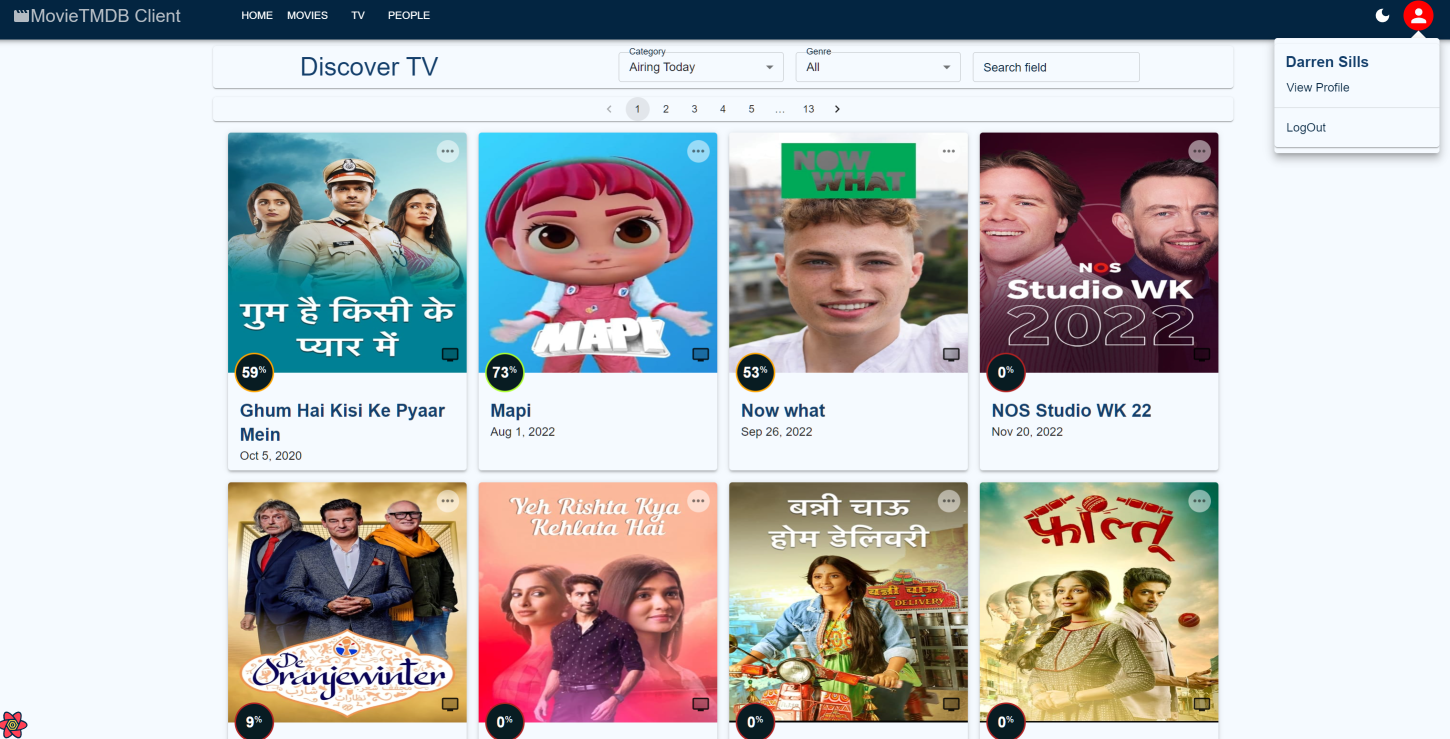 MovieTMDB Client
HOME MOVIES TV PEOPLE
Darren Sills
View Profile
LogOut
Discover TV
Category
Airing Today
Genre
All
Search field
1 2 3 4 5 ... 13
गुम है किसी के
प्यार में
59%
Ghum Hai Kisi Ke Pyaar
Mein
Oct 5, 2020
MAPI
73%
Mapi
Aug 1, 2022
NOW
WHAT
53%
Now what
Sep 26, 2022
NOS
Studio WK
2022
0%
NOS Studio WK 22
Nov 20, 2022
De
Oranjewinter
9%
Yeh Rishta Kya
Kehlata Hai
0%
बन्नी चाऊ
होम डेलिवरी
बन्नी चाऊ
DELIVERY
0%
फालतू
0%